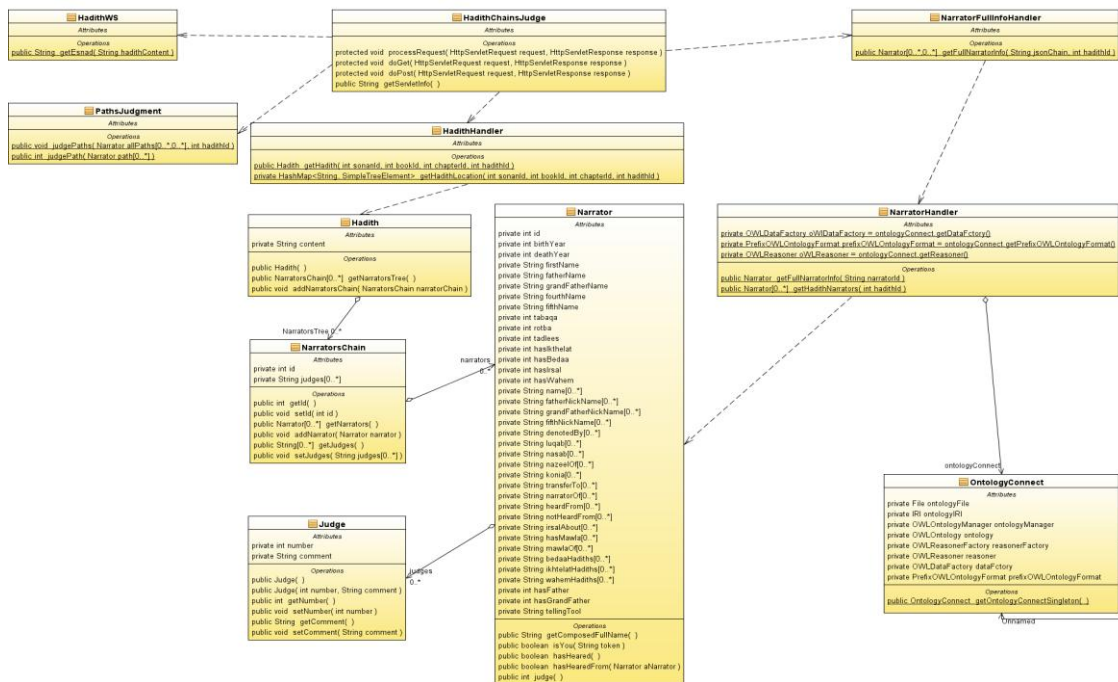 HadithWS
Attributes
Operations
public String getEsnad( String hadithContent )
HadithChainsJudge
Attributes
Operations
protected void processRequest( HttpServletRequest request, HttpServletResponse response )
protected void doGet( HttpServletRequest request, HttpServletResponse response )
protected void doPost( HttpServletRequest request, HttpServletResponse response )
public String getServletInfo( )
NarratorFullInfoHandler
Attributes
Operations
public Narrator[0..*,0..*] getFullNarratorInfo( String jsonChain, int hadithId )
PathsJudgment
Attributes
Operations
public void judgePaths( Narrator allPaths[0..*,0..*], int hadithId )
public int judgePath( Narrator path[0..*] )
HadithHandler
Attributes
Operations
public Hadith getHadith( int sonanId, int bookId, int chapterId, int hadithId )
private HashMap<String, SimpleTreeElement> getHadithLocation( int sonanId, int bookId, int chapterId, int hadithId )
Hadith
Attributes
private String content
Operations
public Hadith( )
public NarratorsChain[0..*] getNarratorsTree( )
public void addNarratorsChain( NarratorsChain narratorChain )
NarratorsTree 0..*
NarratorsChain
Attributes
private int id
private String judges[0..*]
Operations
public int getId( )
public void setId( int id )
public Narrator[0..*] getNarrators( )
public void addNarrator( Narrator narrator )
public String[0..*] getJudges( )
public void setJudges( String judges[0..*] )
narrators
0..*
Judge
Attributes
private int number
private String comment
Operations
public Judge( )
public Judge( int number, String comment )
public int getNumber( )
public void setNumber( int number )
public String getComment( )
public void setComment( String comment )
judges
0..*
Narrator
Attributes
private int id
private int birthYear
private int deathYear
private String firstName
private String fatherName
private String grandFatherName
private String fourthName
private String fifthName
private int tabaqa
private int rotba
private int tadlees
private int hasIkthelat
private int hasBedaa
private int hasIrsal
private int hasWahem
private String name[0..*]
private String fatherNickName[0..*]
private String grandFatherNickName[0..*]
private String fifthNickName[0..*]
private String denotedBy[0..*]
private String luqab[0..*]
private String nasab[0..*]
private String nazeelOf[0..*]
private String konia[0..*]
private String transferTo[0..*]
private String narratorOf[0..*]
private String heardFrom[0..*]
private String notHeardFrom[0..*]
private String irsalAbout[0..*]
private String hasMawla[0..*]
private String mawlaOf[0..*]
private String bedaaHadiths[0..*]
private String ikhtelatHadiths[0..*]
private String wahemHadiths[0..*]
private int hasFather
private int hasGrandFather
private String tellingTool
Operations
public String getComposedFullName( )
public boolean isYou( String token )
public boolean hasHeared( )
public boolean hasHearedFrom( Narrator aNarrator )
public int judge( )
NarratorHandler
Attributes
private OWLDataFactory oWlDataFactory = ontologyConnect.getDataFctory()
private PrefixOWLOntologyFormat prefixOWLOntologyFormat = ontologyConnect.getPrefixOWLOntologyFormat()
private OWLReasoner oWLReasoner = ontologyConnect.getReasoner()
Operations
public Narrator getFullNarratorInfo( String narratorId )
public Narrator[0..*] getHadithNarrators( int hadithId )
ontologyConnect
OntologyConnect
Attributes
private File ontologyFile
private IRI ontologyIRI
private OWLOntologyManager ontologyManager
private OWLOntology ontology
private OWLReasonerFactory reasonerFactory
private OWLReasoner reasoner
private OWLDataFactory dataFctory
private PrefixOWLOntologyFormat prefixOWLOntologyFormat
Operations
public OntologyConnect getOntologyConnectSingleton( )
Unnamed